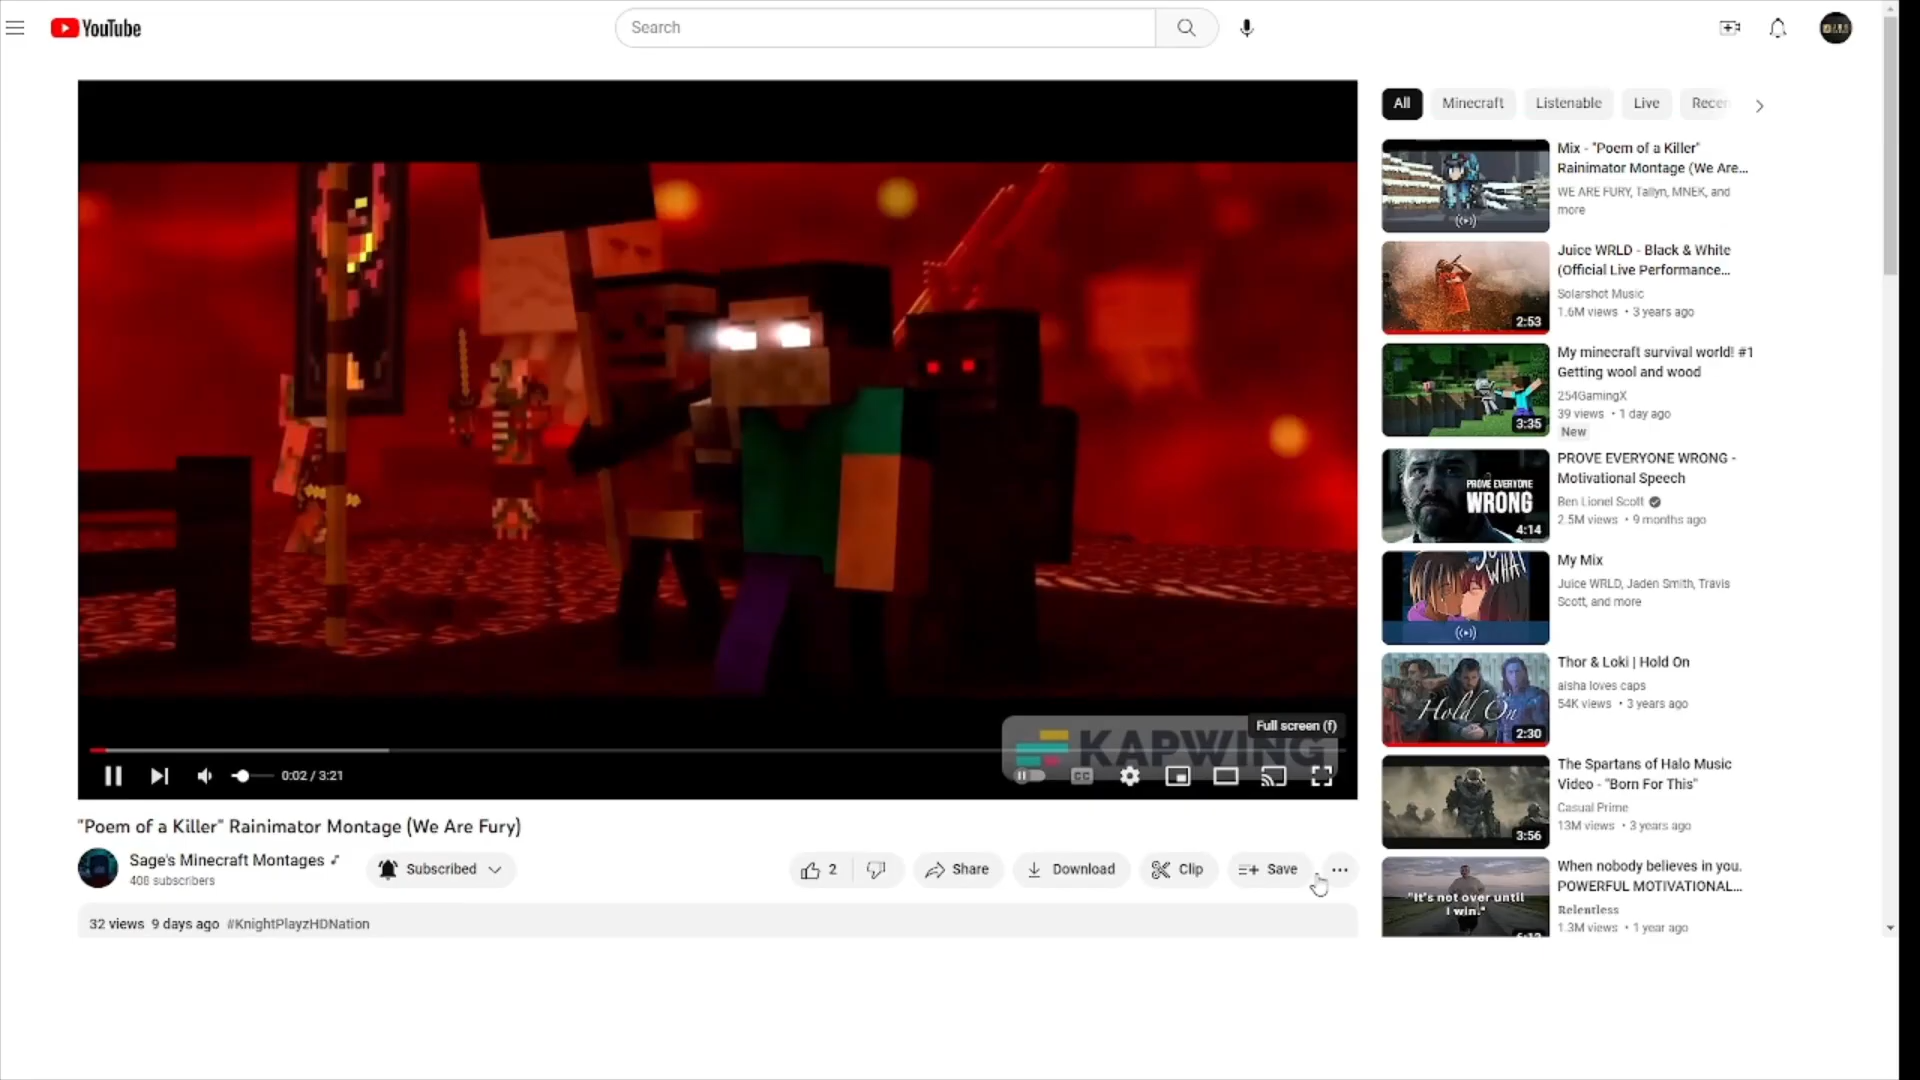 YouTube
Search
All
Minecraft
Listenable
Live
Recen
Mix - "Poem of a Killer"
Rainimator Montage (We Are...
WE ARE FURY, Tallyn, MNEK, and
more
Juice WRLD - Black & White
(Official Live Performance...
Solarshot Music
1.6M views • 3 years ago
2:53
My minecraft survival world! #1
Getting wool and wood
254GamingX
39 views • 1 day ago
New
3:35
PROVE EVERYONE WRONG -
Motivational Speech
Ben Lionel Scott
2.5M views • 9 months ago
PROVE EVERYONE
WRONG
4:14
My Mix
Juice WRLD, Jaden Smith, Travis
Scott, and more
WHAT
Thor & Loki | Hold On
aisha loves caps
54K views • 3 years ago
Hold On
2:30
The Spartans of Halo Music
Video - "Born For This"
Casual Prime
13M views • 3 years ago
3:56
When nobody believes in you.
POWERFUL MOTIVATIONAL...
Relentless
1.3M views • 1 year ago
"It's not over until
I win."
Full screen (f)
KAPWING
0:02 / 3:21
CC
"Poem of a Killer" Rainimator Montage (We Are Fury)
Sage's Minecraft Montages
408 subscribers
Subscribed
2
Share
Download
Clip
Save
32 views 9 days ago #KnightPlayzHDNation